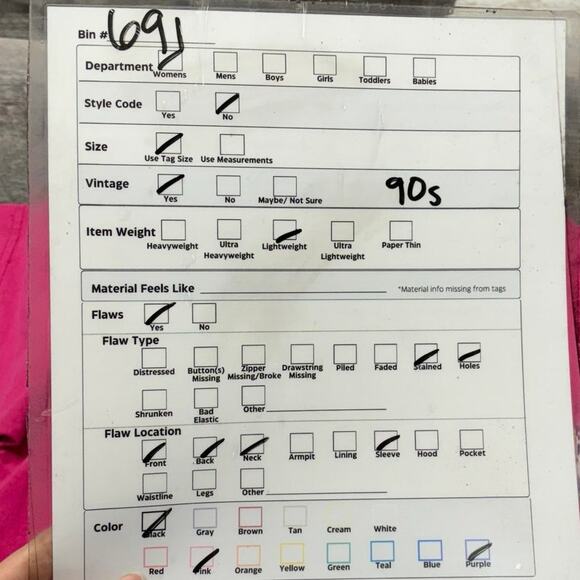 Bin # 691
Department Womens Mens Boys Girls Toddlers Babies
Style Code Yes No
Size Use Tag Size Use Measurements
Vintage Yes No Maybe/ Not Sure 90s
Item Weight Heavyweight Ultra Heavyweight Lightweight Ultra Lightweight Paper Thin
Material Feels Like *Material info missing from tags
Flaws Yes No
Flaw Type
Distressed Button(s) Missing Zipper Missing/Broke Drawstring Missing Piled Faded Stained Holes
Shrunken Bad Elastic Other
Flaw Location
Front Back Neck Armpit Lining Sleeve Hood Pocket
Waistline Legs Other
Color Black Gray Brown Tan Cream White
Red Pink Orange Yellow Green Teal Blue Purple